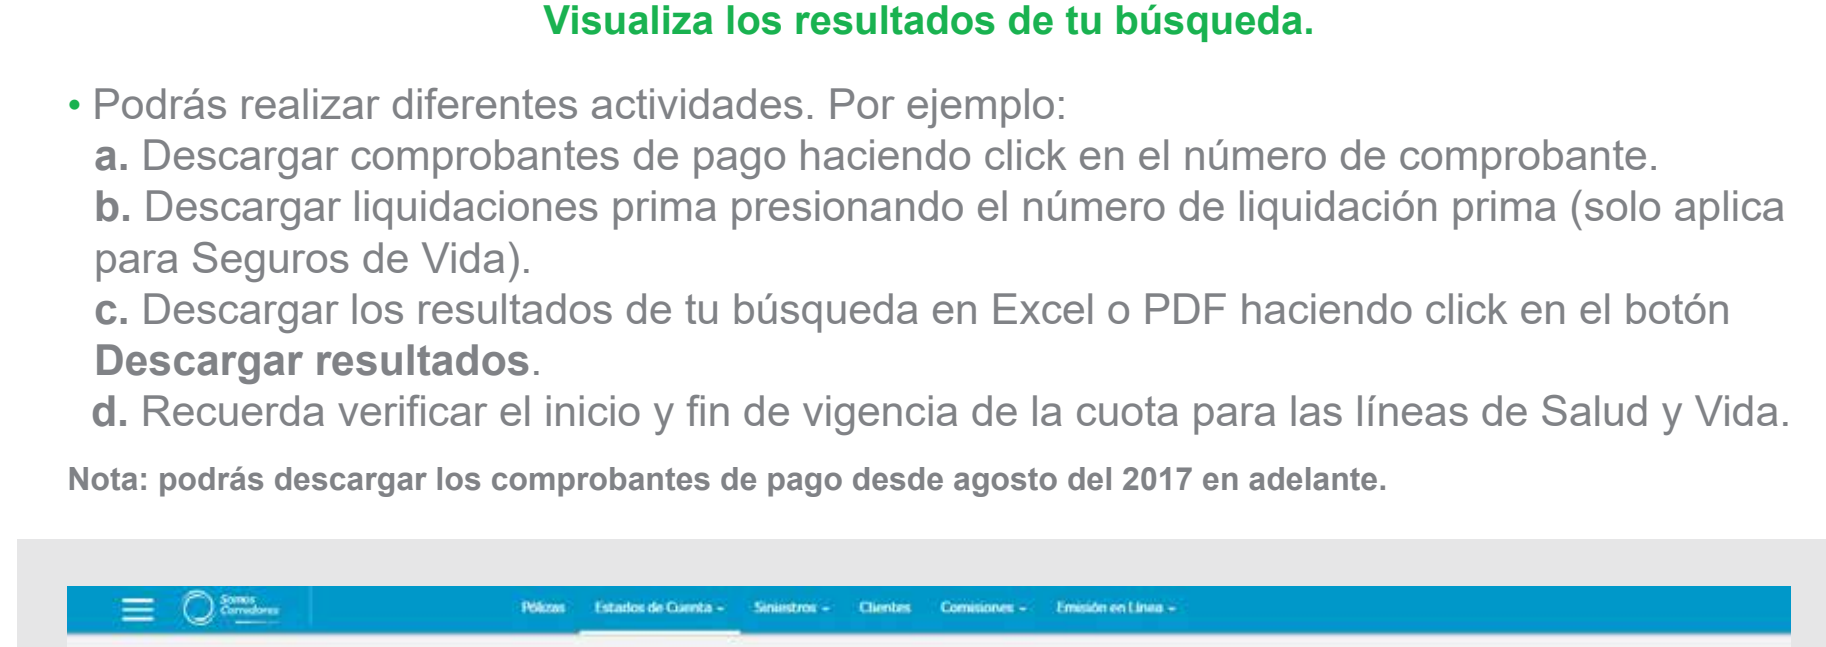 Visualiza los resultados de tu búsqueda.
• Podrás realizar diferentes actividades. Por ejemplo:
a. Descargar comprobantes de pago haciendo click en el número de comprobante.
b. Descargar liquidaciones prima presionando el número de liquidación prima (solo aplica
para Seguros de Vida).
c. Descargar los resultados de tu búsqueda en Excel o PDF haciendo click en el botón
Descargar resultados.
d. Recuerda verificar el inicio y fin de vigencia de la cuota para las líneas de Salud y Vida.
Nota: podrás descargar los comprobantes de pago desde agosto del 2017 en adelante.
Somos
Corredores
Pólizas Estados de Cuenta Siniestros Clientes Comisiones Emisión en Línea